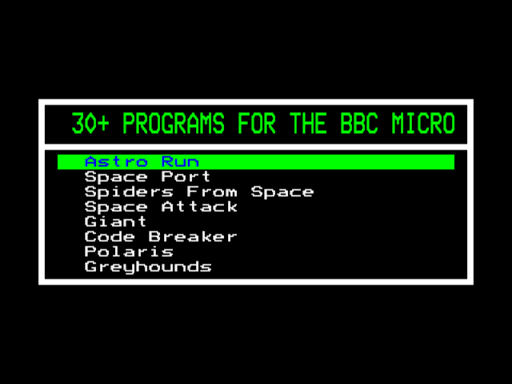 30+ PROGRAMS FOR THE BBC MICRO
Astro Run
Space Port
Spiders From Space
Space Attack
Giant
Code Breaker
Polaris
Greyhounds